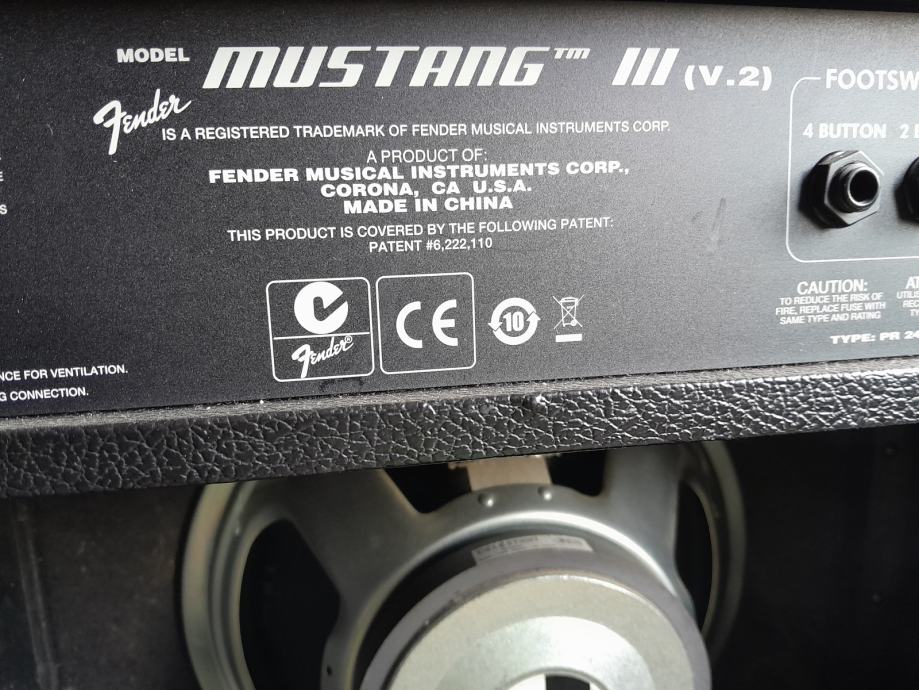 MODEL MUSTANG™ III (V.2)
Fender
IS A REGISTERED TRADEMARK OF FENDER MUSICAL INSTRUMENTS CORP.
A PRODUCT OF:
FENDER MUSICAL INSTRUMENTS CORP.,
CORONA, CA U.S.A.
MADE IN CHINA
THIS PRODUCT IS COVERED BY THE FOLLOWING PATENT:
PATENT #6,222,110
Fender®
CE
10
NCE FOR VENTILATION.
G CONNECTION.
FOOTSW
4 BUTTON 2
CAUTION:
TO REDUCE THE RISK OF
FIRE, REPLACE FUSE WITH
SAME TYPE AND RATING
TYPE: PR 24